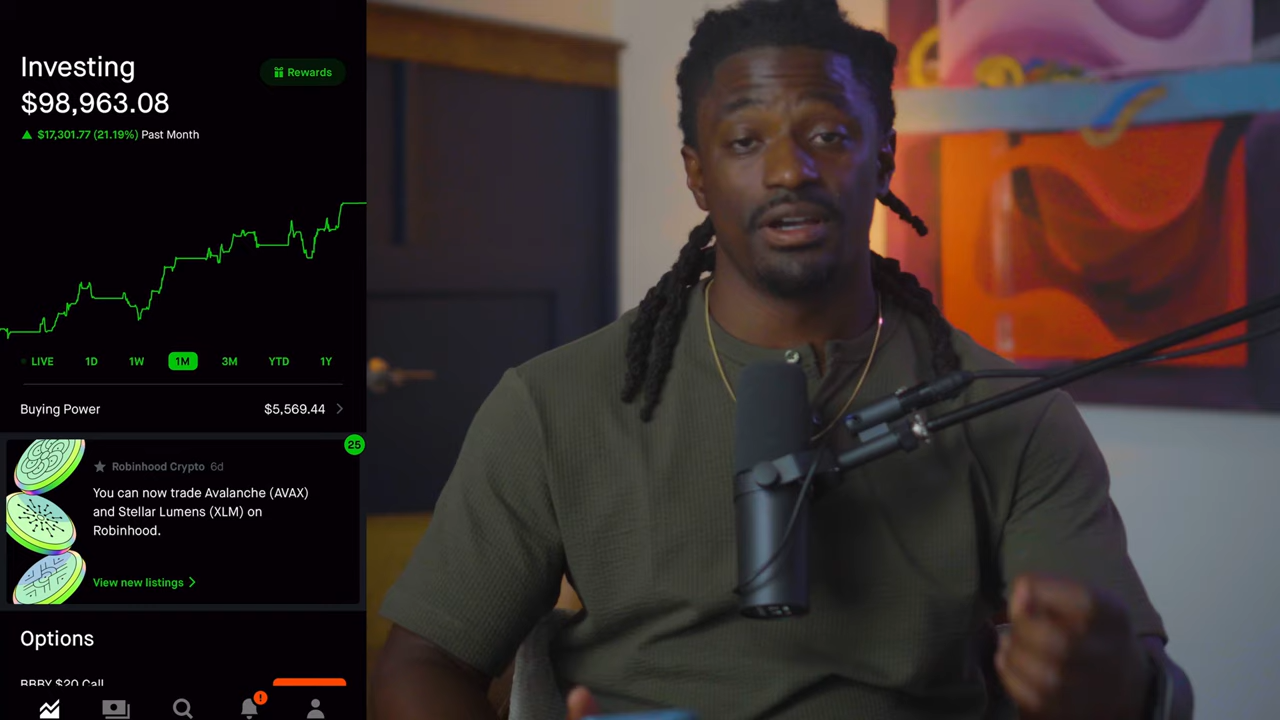 Investing
Rewards
$98,963.08
$17,301.77 (21.19%) Past Month
LIVE
1D
1W
1M
3M
YTD
1Y
Buying Power
$5,569.44
25
Robinhood Crypto 6d
You can now trade Avalanche (AVAX)
and Stellar Lumens (XLM) on
Robinhood.
View new listings
Options
BBBY $20 Call
!